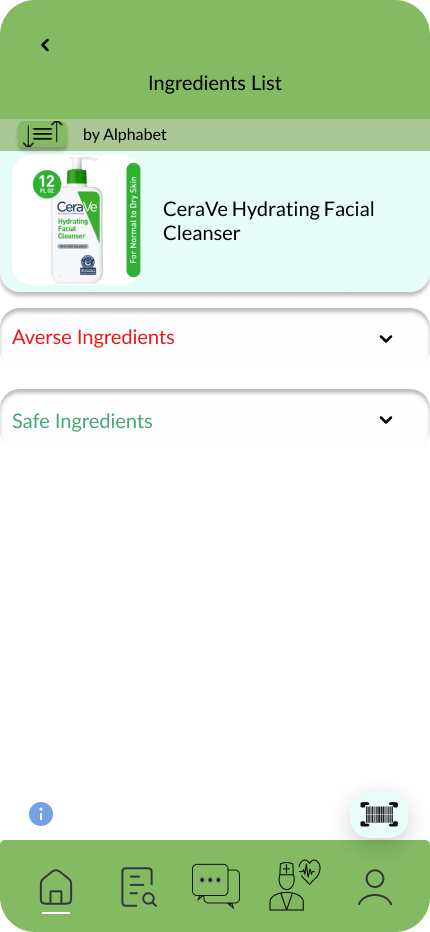 Ingredients List
by Alphabet
12
FL OZ
CeraVe
Hydrating
Facial
Cleanser
For Normal to Dry Skin
CeraVe Hydrating Facial
Cleanser
Averse Ingredients
Safe Ingredients
i